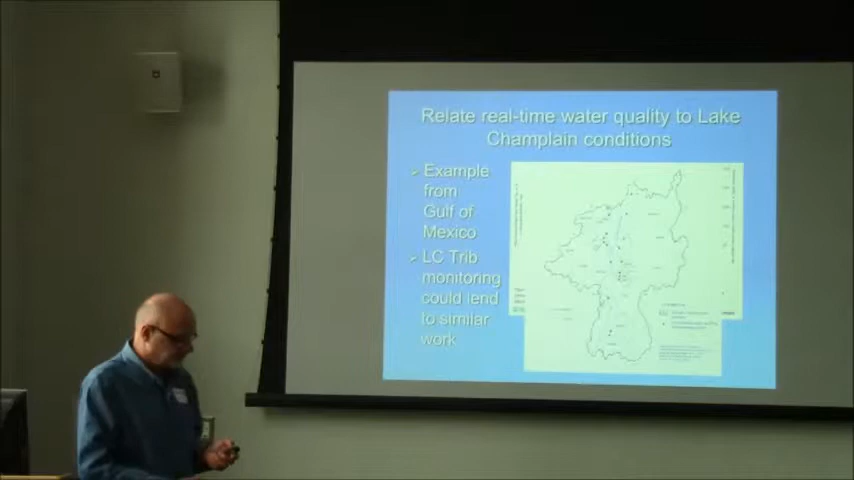 Relate real-time water quality to Lake
Champlain conditions
Example
from
Gulf of
Mexico
LC Trib
monitoring
could lend
to similar
work